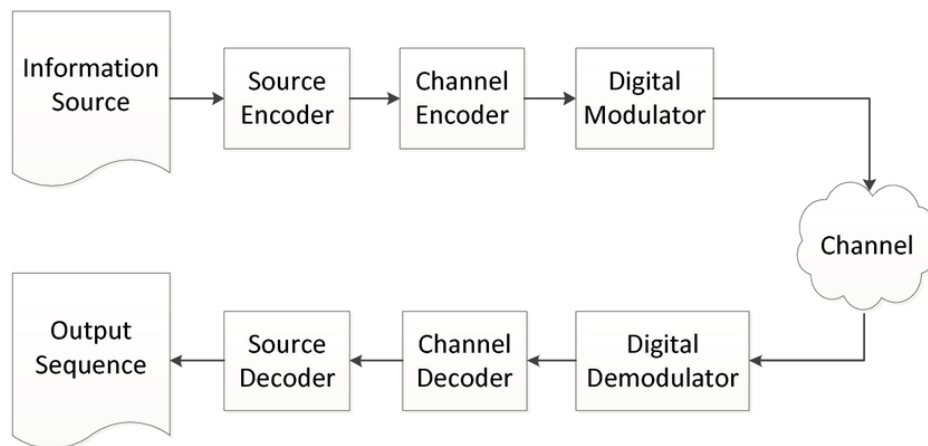 Information
Source
Source
Encoder
Channel
Encoder
Digital
Modulator
Channel
Output
Sequence
Source
Decoder
Channel
Decoder
Digital
Demodulator